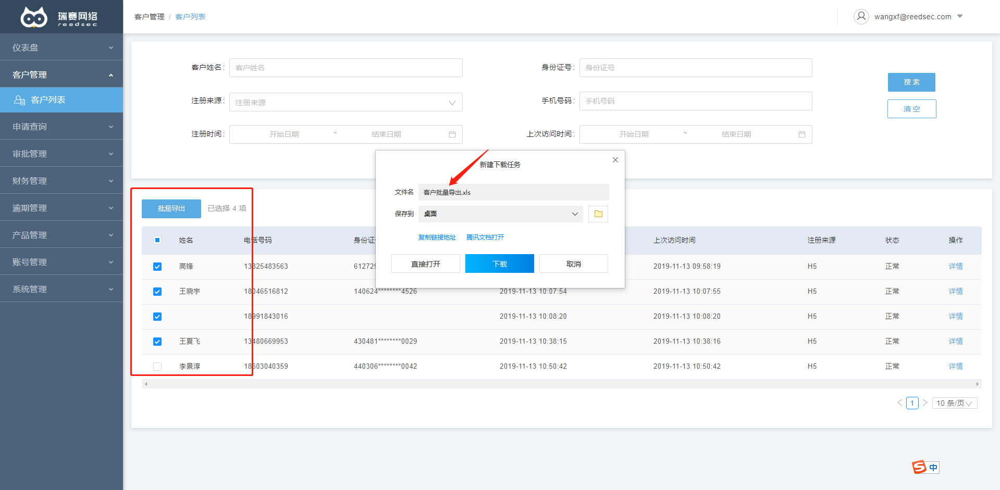 瑞赛网络
reedsec
客户管理 / 客户列表
wangxf@reedsec.com
仪表盘
客户管理
客户列表
申请查询
审批管理
财务管理
逾期管理
产品管理
账号管理
系统管理
客户姓名: 客户姓名
身份证号: 身份证号
搜 索
注册来源: 注册来源
手机号码: 手机号码
清 空
注册时间: 开始日期 ~ 结束日期
上次访问时间: 开始日期 ~ 结束日期
新建下载任务
文件名 客户批量导出.xls
保存到 桌面
复制链接地址 腾讯文档打开
直接打开 下载 取消
批量导出 已选择 4 项
姓名 电话号码 身份证 上次访问时间 注册来源 状态 操作
高锋 13825483563 612729 2019-11-13 09:58:19 H5 正常 详情
王晓宇 18046516812 140624********4526 2019-11-13 10:07:54 2019-11-13 10:07:55 H5 正常 详情
18991843016 2019-11-13 10:08:20 2019-11-13 10:08:20 H5 正常 详情
王夏飞 13480669953 430481********0029 2019-11-13 10:38:15 2019-11-13 10:38:16 H5 正常 详情
李景淳 18603040359 440306********0042 2019-11-13 10:50:42 2019-11-13 10:50:42 H5 正常 详情
1 10 条/页
S 中